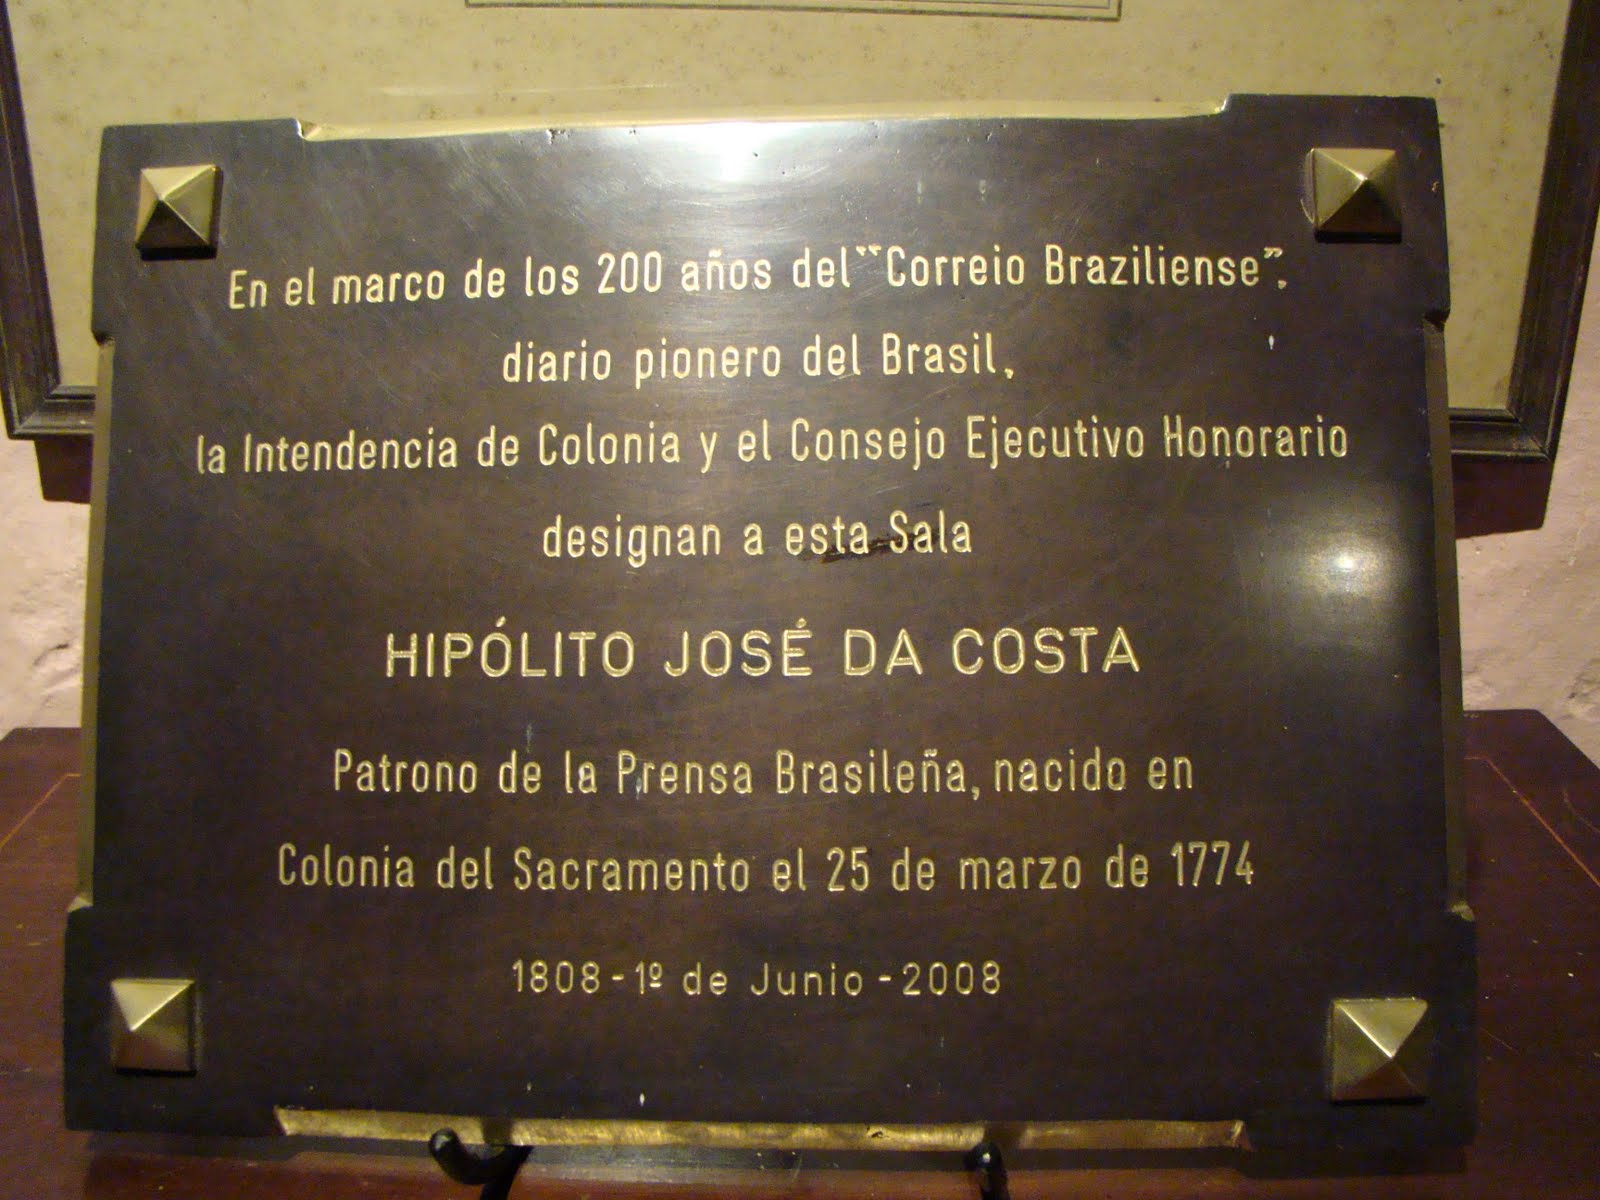 En el marco de los 200 años del "Correio Braziliense",
diario pionero del Brasil,
la Intendencia de Colonia y el Consejo Ejecutivo Honorario
designan a esta Sala
HIPÓLITO JOSÉ DA COSTA
Patrono de la Prensa Brasileña, nacido en
Colonia del Sacramento el 25 de marzo de 1774
1808 - 1º de Junio - 2008